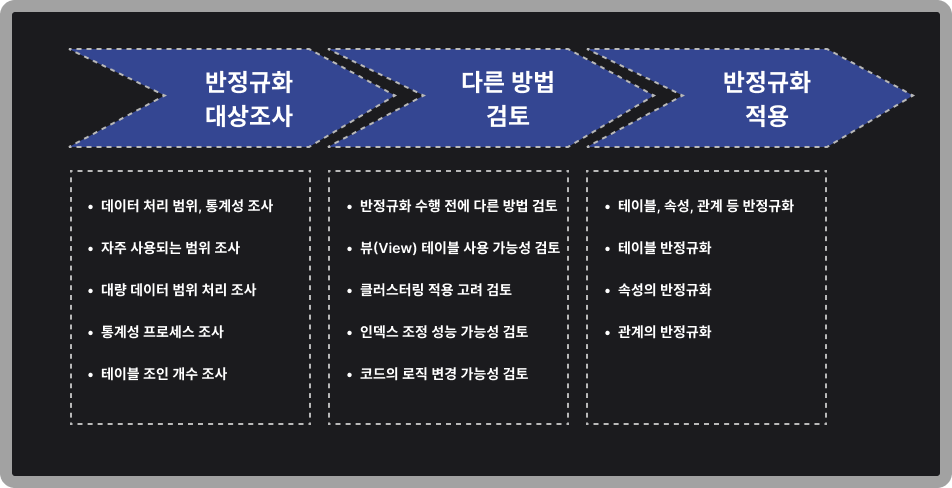 반정규화
대상조사
다른 방법
검토
반정규화
적용
• 데이터 처리 범위, 통계성 조사
• 자주 사용되는 범위 조사
• 대량 데이터 범위 처리 조사
• 통계성 프로세스 조사
• 테이블 조인 개수 조사
• 반정규화 수행 전에 다른 방법 검토
• 뷰(View) 테이블 사용 가능성 검토
• 클러스터링 적용 고려 검토
• 인덱스 조정 성능 가능성 검토
• 코드의 로직 변경 가능성 검토
• 테이블, 속성, 관계 등 반정규화
• 테이블 반정규화
• 속성의 반정규화
• 관계의 반정규화